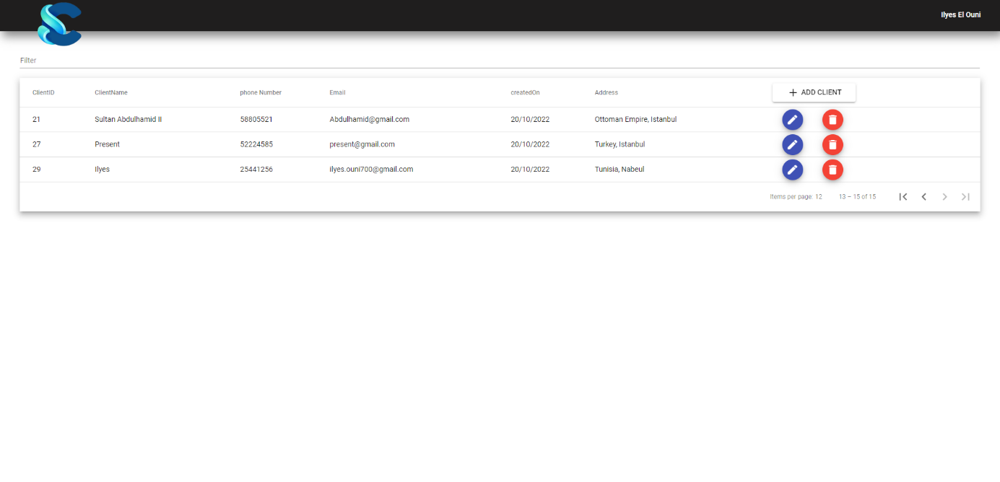 Ilyes El Ouni
Filter
ClientID ClientName phone Number Email createdOn Address ADD CLIENT
21 Sultan Abdulhamid II 58805521 Abdulhamid@gmail.com 20/10/2022 Ottoman Empire, Istanbul
27 Present 52224585 present@gmail.com 20/10/2022 Turkey, Istanbul
29 Ilyes 25441256 ilyes.ouni700@gmail.com 20/10/2022 Tunisia, Nabeul
Items per page: 12 13 – 15 of 15